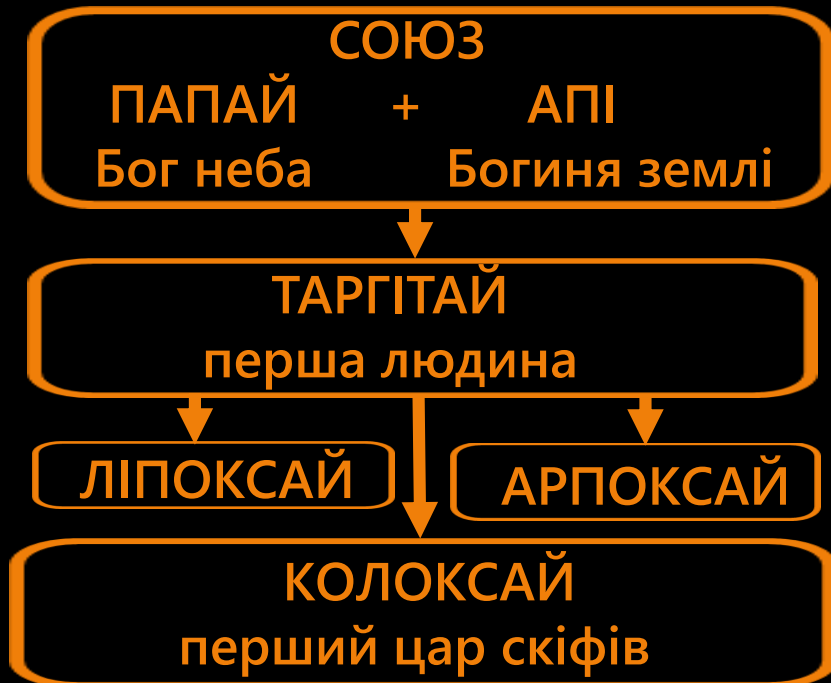 СОЮЗ
ПАПАЙ + АПІ
Бог неба Богиня землі
ТАРГІТАЙ
перша людина
ЛІПОКСАЙ АРПОКСАЙ
КОЛОКСАЙ
перший цар скіфів